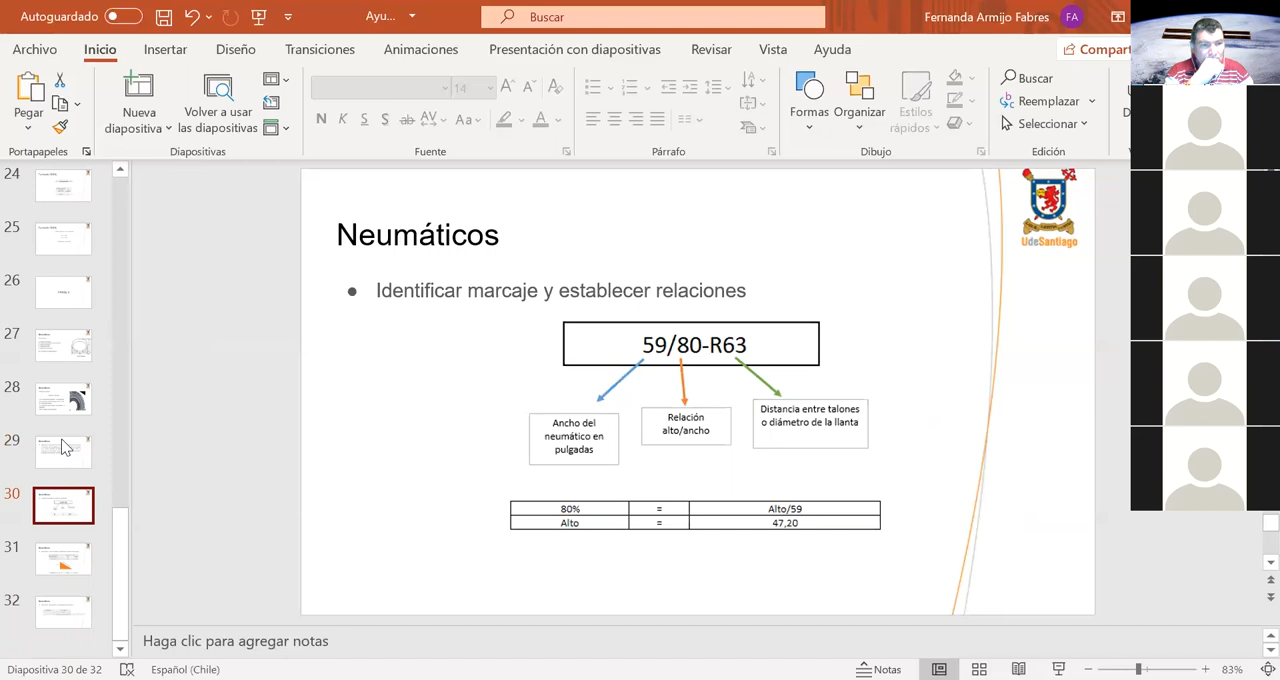 Autoguardado
Ayu...
Buscar
Fernanda Armijo Fabres
FA
Archivo
Inicio
Insertar
Diseño
Transiciones
Animaciones
Presentación con diapositivas
Revisar
Vista
Ayuda
Compart
Pegar
Nueva
diapositiva
Volver a usar
las diapositivas
14
N K S S ab AV Aa A
Formas
Organizar
Estilos
rápidos
Buscar
Reemplazar
Seleccionar
Portapapeles
Diapositivas
Fuente
Párrafo
Dibujo
Edición
24
25
26
27
28
29
30
31
32
Neumáticos
UdeSantiago
● Identificar marcaje y establecer relaciones
59/80-R63
Ancho del
neumático en
pulgadas
Relación
alto/ancho
Distancia entre talones
o diámetro de la llanta
80% = Alto/59
Alto = 47,20
Haga clic para agregar notas
Diapositiva 30 de 32
Español (Chile)
Notas
83%